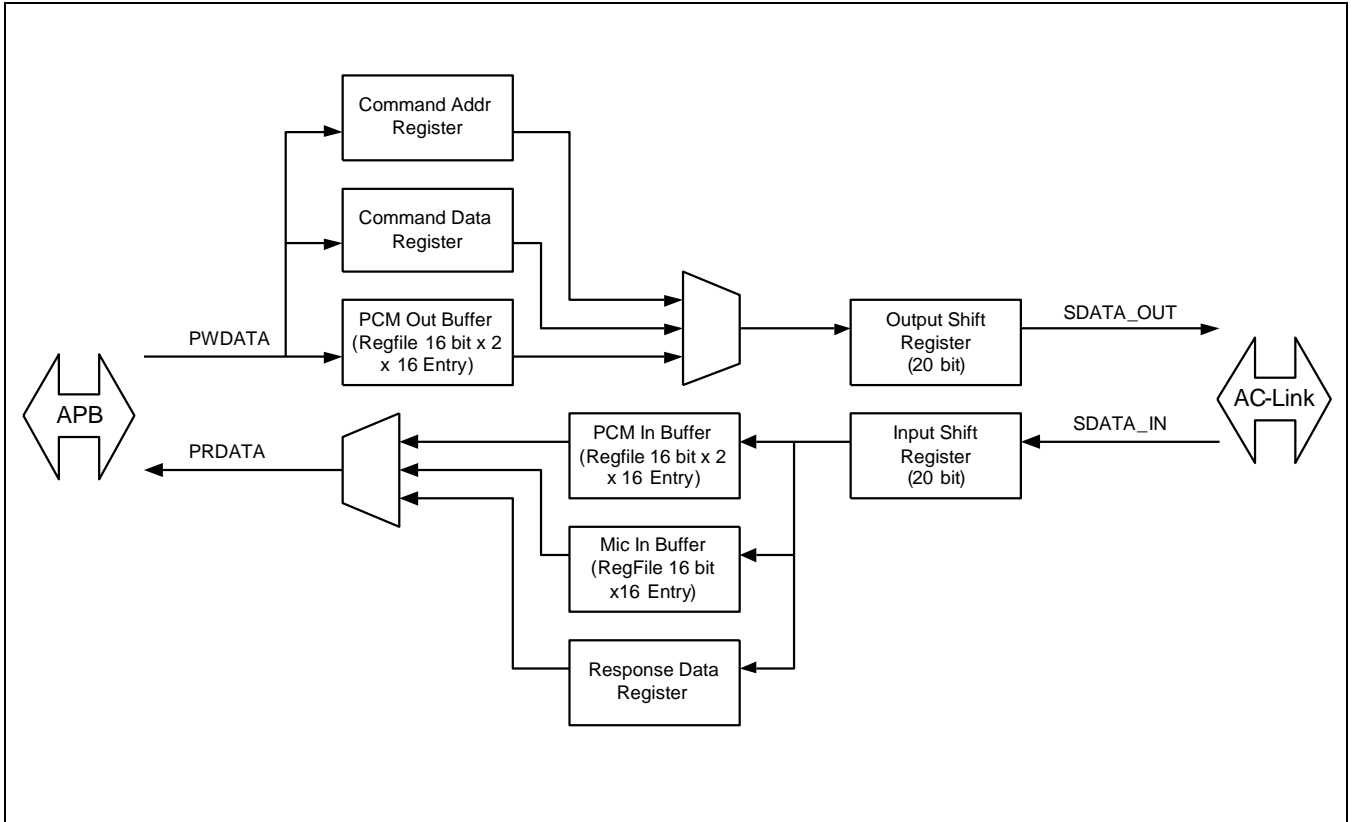 Command Addr
Register
Command Data
Register
PWDATA
PCM Out Buffer
(Regfile 16 bit x 2
x 16 Entry)
Output Shift
Register
(20 bit)
SDATA_OUT
APB
AC-Link
PRDATA
PCM In Buffer
(Regfile 16 bit x 2
x 16 Entry)
Input Shift
Register
(20 bit)
SDATA_IN
Mic In Buffer
(RegFile 16 bit
x16 Entry)
Response Data
Register